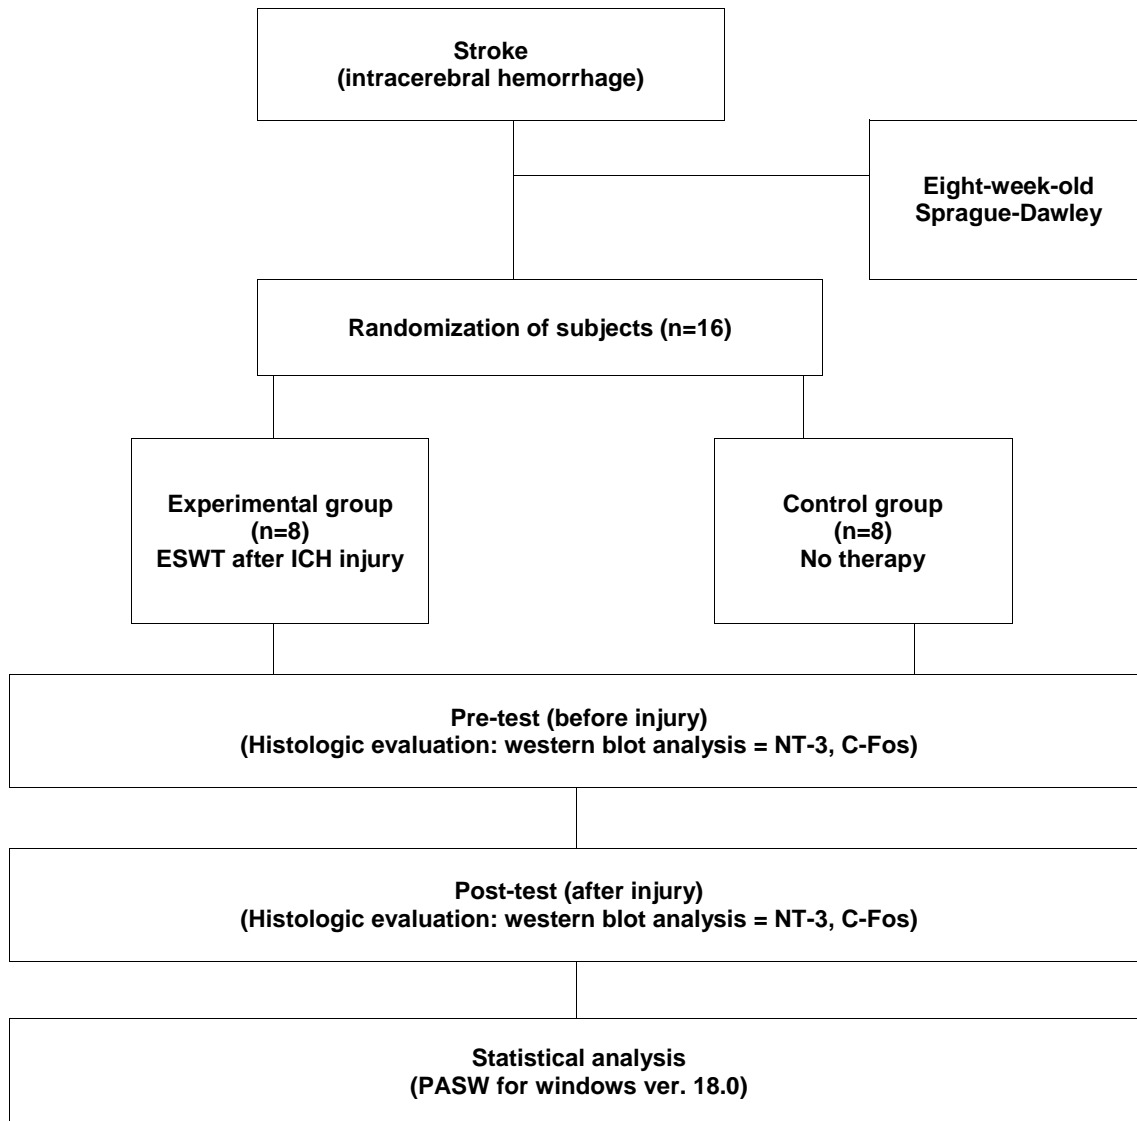 Stroke
(intracerebral hemorrhage)
Eight-week-old
Sprague-Dawley
Randomization of subjects (n=16)
Experimental group
(n=8)
ESWT after ICH injury
Control group
(n=8)
No therapy
Pre-test (before injury)
(Histologic evaluation: western blot analysis = NT-3, C-Fos)
Post-test (after injury)
(Histologic evaluation: western blot analysis = NT-3, C-Fos)
Statistical analysis
(PASW for windows ver. 18.0)